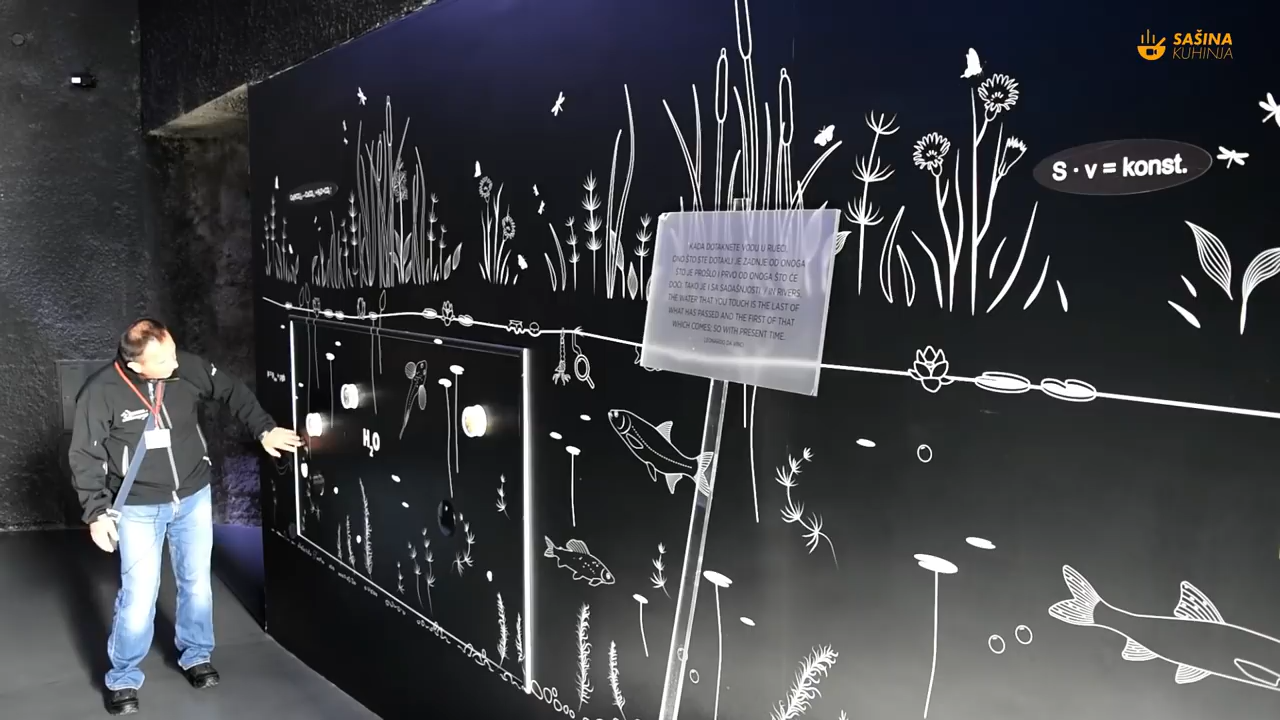 SAŠINA
KUHINJA
S · v = konst.
KADA DOTAKNETE VODU U RIJECI,
ONO ŠTO STE DOTAKLI JE ZADNJE OD ONOGA
ŠTO JE PROŠLO I PRVO OD ONOGA ŠTO ĆE
DOĆI. TAKO JE I SA SADAŠNJOSTI. / IN RIVERS,
THE WATER THAT YOU TOUCH IS THE LAST OF
WHAT HAS PASSED AND THE FIRST OF THAT
WHICH COMES; SO WITH PRESENT TIME...
LEONARDO DA VINCI
H₂O